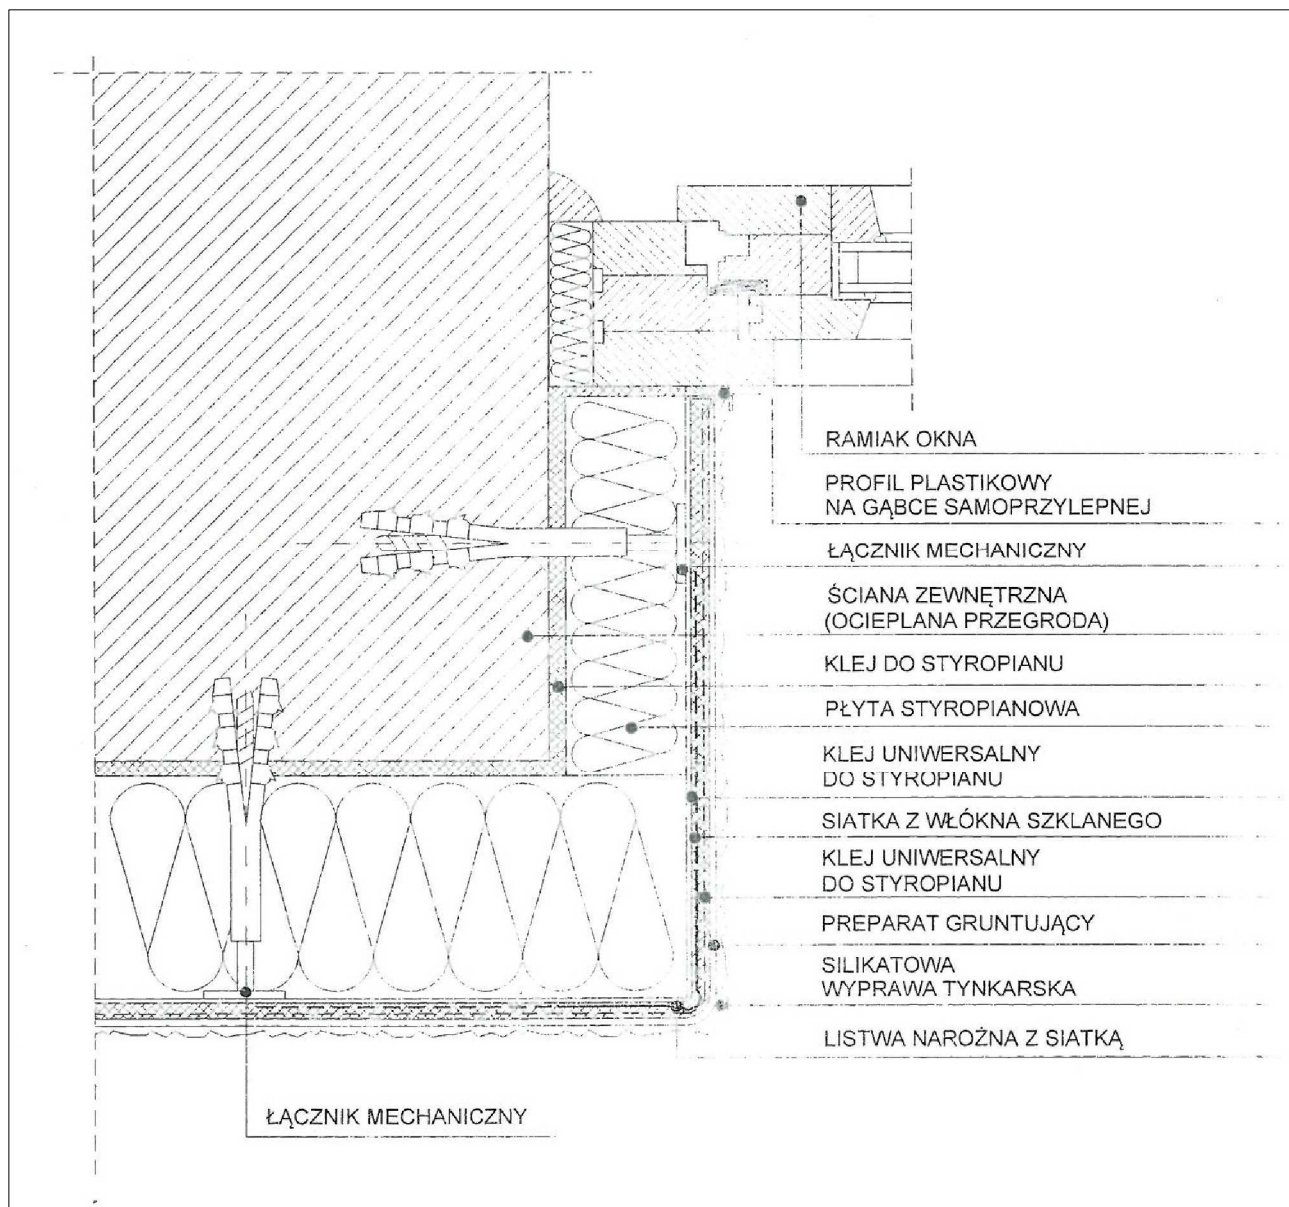 RAMIAK OKNA
PROFIL PLASTIKOWY
NA GĄBCE SAMOPRZYLEPNEJ
ŁĄCZNIK MECHANICZNY
ŚCIANA ZEWNĘTRZNA
(OCIEPLANA PRZEGRODA)
KLEJ DO STYROPIANU
PŁYTA STYROPIANOWA
KLEJ UNIWERSALNY
DO STYROPIANU
SIATKA Z WŁÓKNA SZKLANEGO
KLEJ UNIWERSALNY
DO STYROPIANU
PREPARAT GRUNTUJĄCY
SILIKATOWA
WYPRAWA TYNKARSKA
LISTWA NAROŻNA Z SIATKĄ
ŁĄCZNIK MECHANICZNY